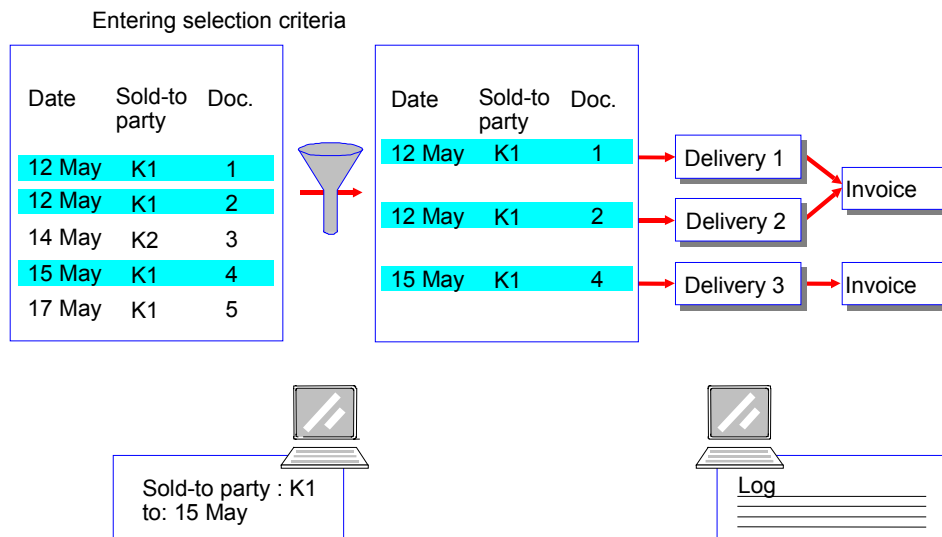 Entering selection criteria
Date Sold-to party Doc.
12 May K1 1
12 May K1 2
14 May K2 3
15 May K1 4
17 May K1 5
Date Sold-to party Doc.
12 May K1 1
12 May K1 2
15 May K1 4
Delivery 1
Delivery 2
Delivery 3
Invoice
Invoice
Sold-to party : K1
to: 15 May
Log